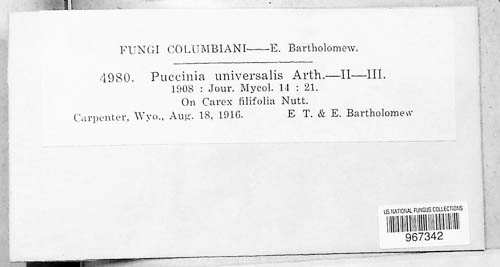 FUNGI COLUMBIANI—E. Bartholomew.
4980. Puccinia universalis Arth.—II—III.
1908 : Jour. Mycol. 14 : 21.
On Carex filifolia Nutt.
Carpenter, Wyo., Aug. 18, 1916. E T. & E. Bartholomew
US NATIONAL FUNGUS COLLECTIONS
967342